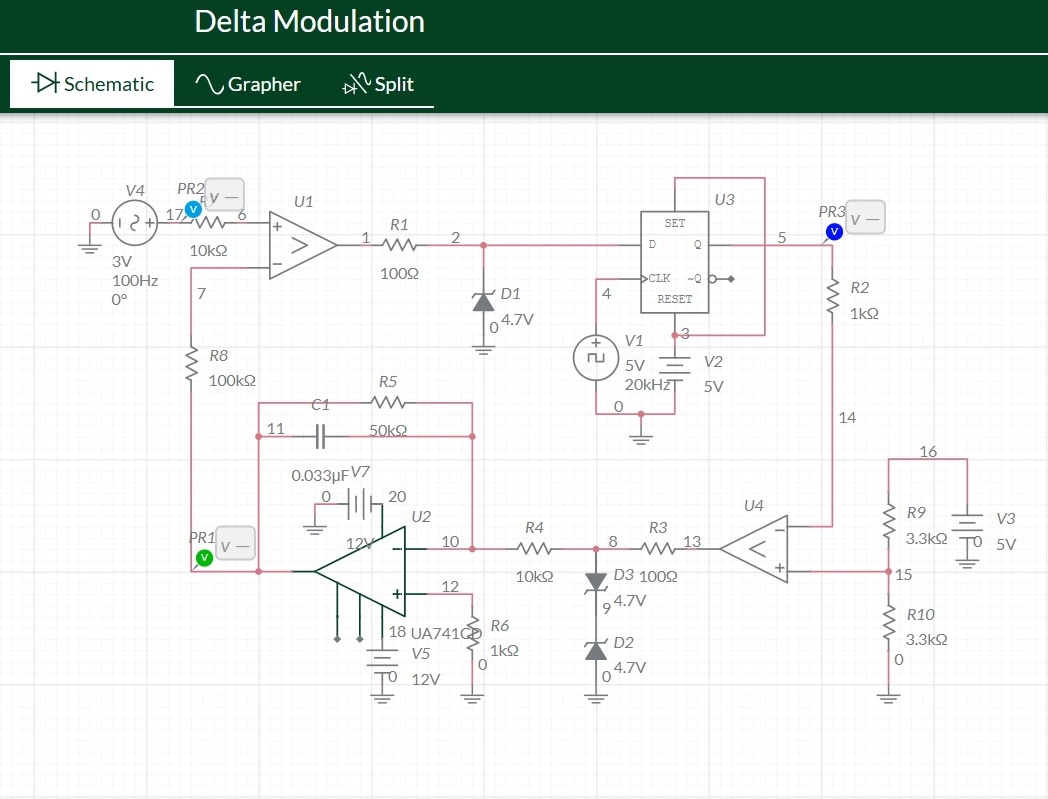 Delta Modulation
Schematic Grapher Split
V4 PR2 V
0 17 V 6
10kΩ
3V
100Hz
0°
U1
1 R1 2
100Ω
D1
0 4.7V
U3
SET
D Q
CLK ~Q
RESET
5
PR3 V
V
R2
1kΩ
4
3
V1
5V
20kHz
V2
5V
0
7
R8
100kΩ
R5
C1
11 50kΩ
0.033µF V7
0 20
12V
U2
10
12
18 UA741CD
V5
0 12V
R6
1kΩ
0
PR1 V
V
R4
10kΩ
8 R3 13
100Ω
D3
9 4.7V
D2
4.7V
0
U4
14
16
R9
3.3kΩ
V3
0 5V
15
R10
3.3kΩ
0